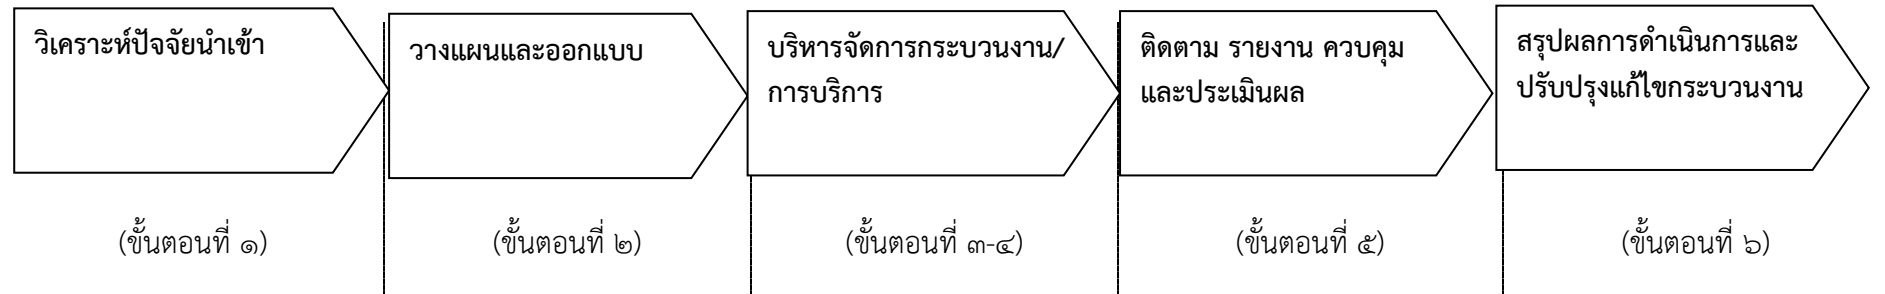 วิเคราะห์ปัจจัยนำเข้า
วางแผนและออกแบบ
บริหารจัดการกระบวนงาน/
การบริการ
ติดตาม รายงาน ควบคุม
และประเมินผล
สรุปผลการดำเนินการและ
ปรับปรุงแก้ไขกระบวนงาน
(ขั้นตอนที่ ๑)
(ขั้นตอนที่ ๒)
(ขั้นตอนที่ ๓-๔)
(ขั้นตอนที่ ๕)
(ขั้นตอนที่ ๖)